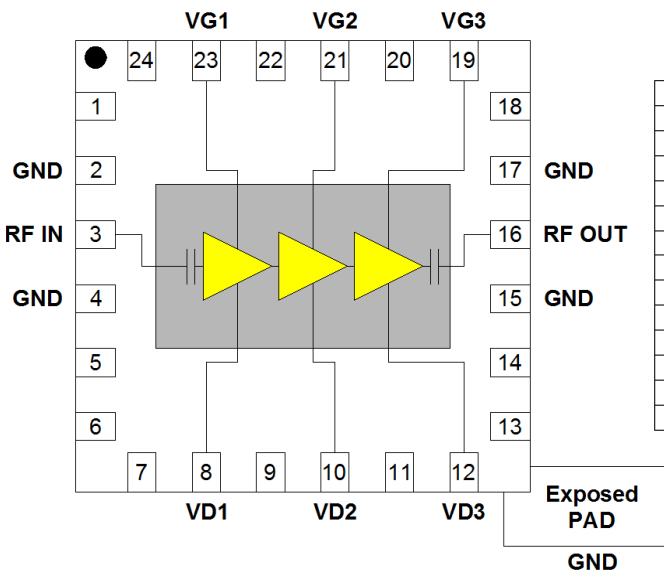 VG1 VG2 VG3
24 23 22 21 20 19
1 18
GND 2 17 GND
RF IN 3 16 RF OUT
GND 4 15 GND
5 14
6 13
7 8 9 10 11 12
VD1 VD2 VD3
Exposed
PAD
GND